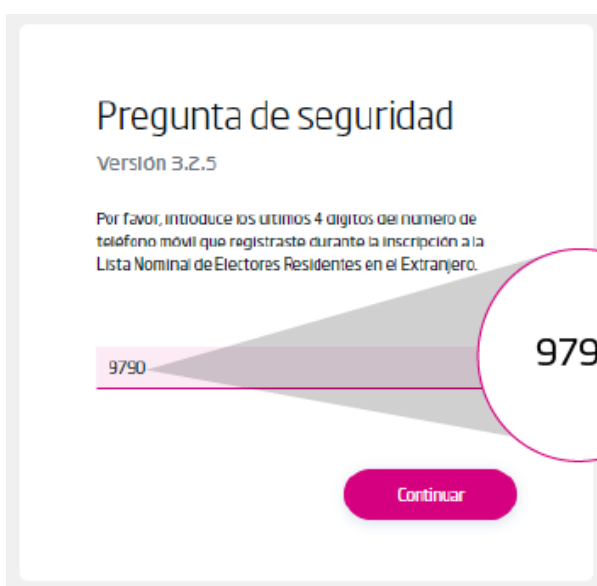 Pregunta de seguridad
Versión 3.2.5
Por favor, introduce los últimos 4 dígitos del número de
teléfono móvil que registraste durante la inscripción a la
Lista Nominal de Electores Residentes en el Extranjero.
9790
979
Continuar